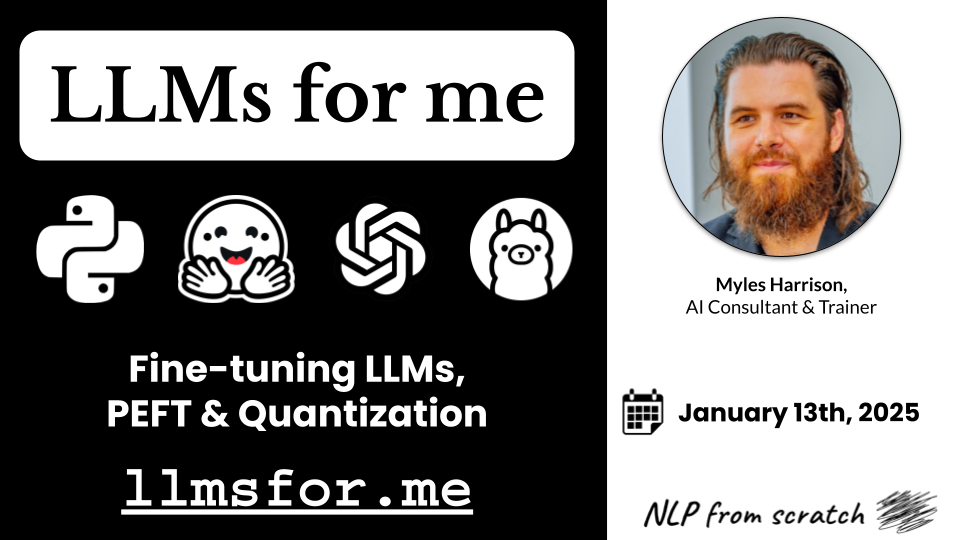 LLMs for me
Fine-tuning LLMs,
PEFT & Quantization
llmsfor.me
Myles Harrison,
AI Consultant & Trainer
January 13th, 2025
NLP from scratch